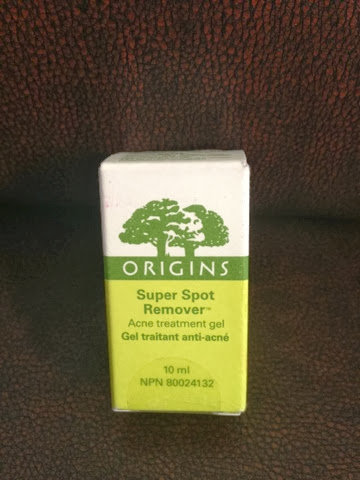 ORIGINS
Super Spot
Remover™
Acne treatment gel
Gel traitant anti-acné
10 ml
NPN 80024132